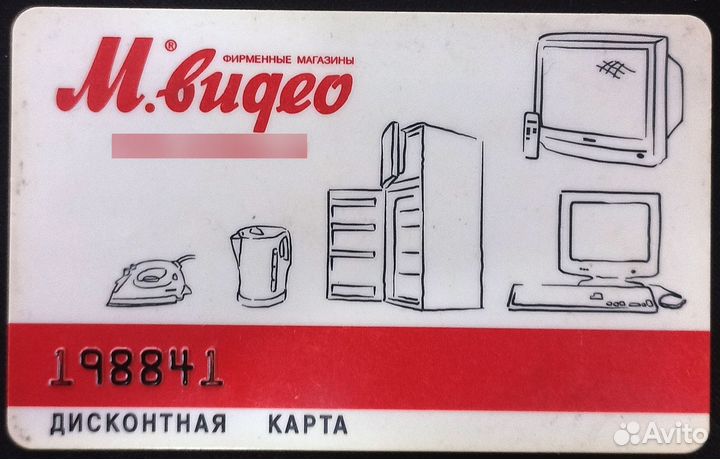 ФИРМЕННЫЕ МАГАЗИНЫ
М.®видео
198841
ДИСКОНТНАЯ КАРТА
Avito